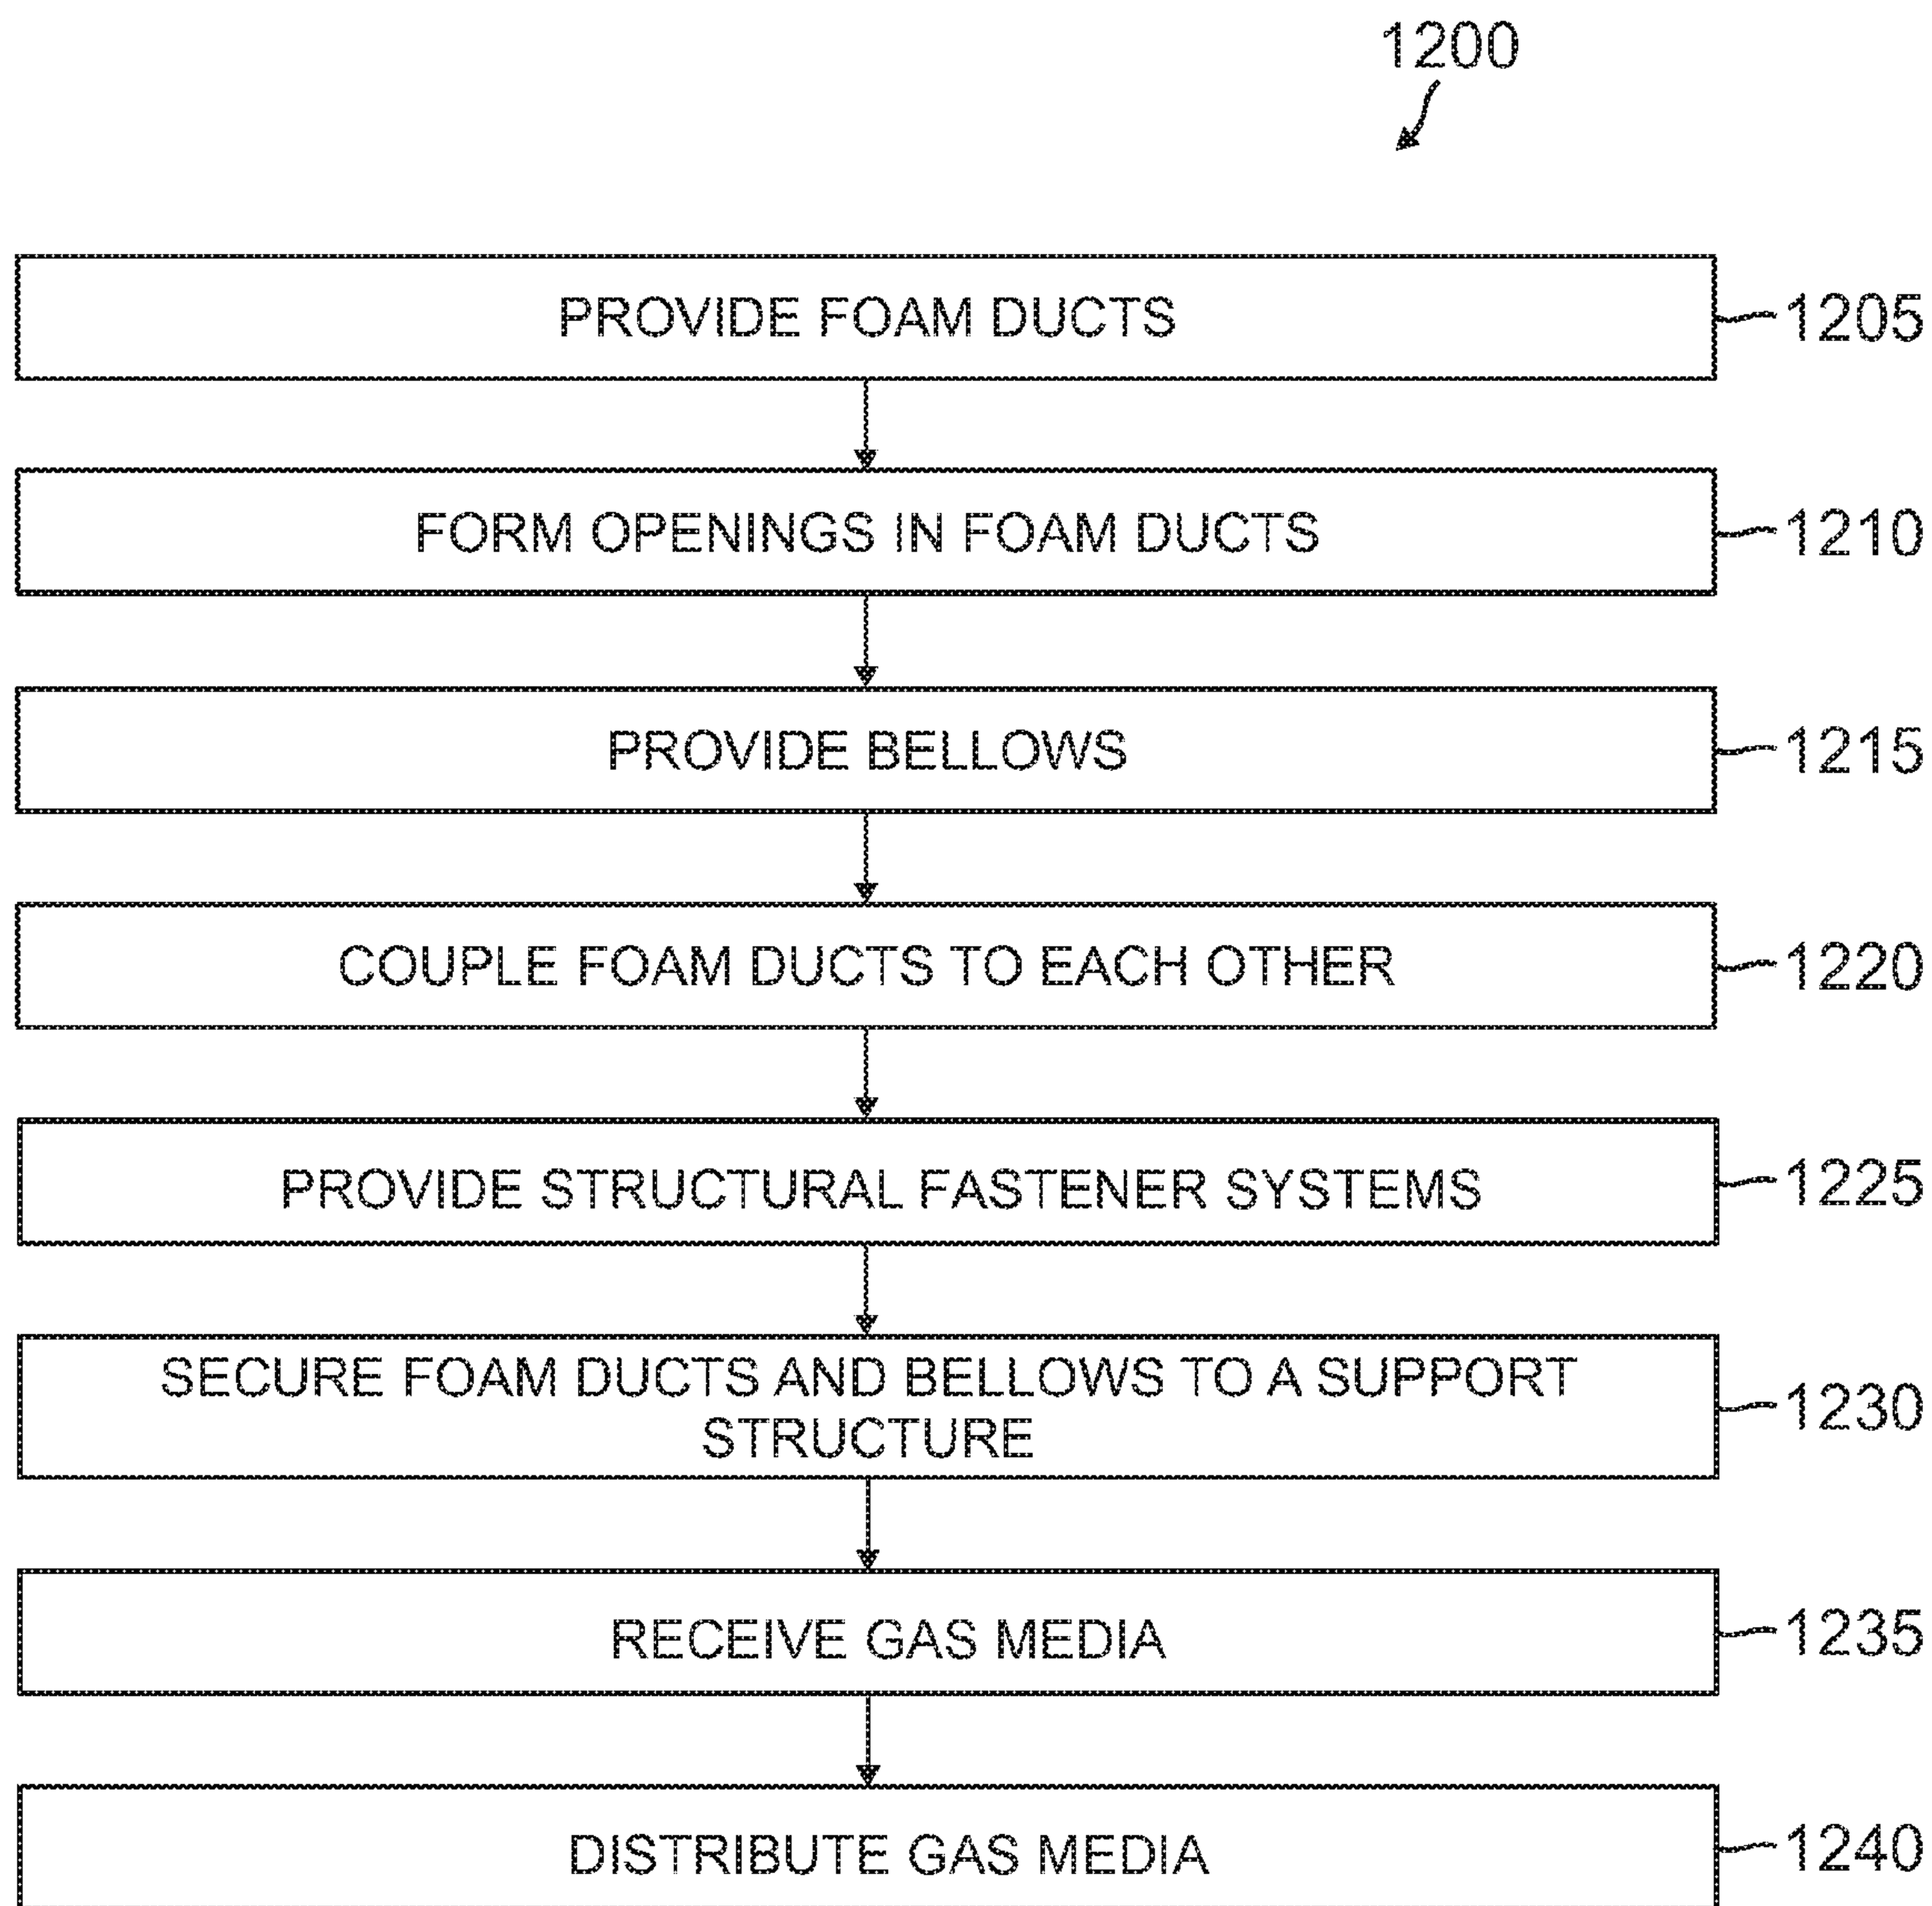 1200
PROVIDE FOAM DUCTS
1205
FORM OPENINGS IN FOAM DUCTS
1210
PROVIDE BELLOWS
1215
COUPLE FOAM DUCTS TO EACH OTHER
1220
PROVIDE STRUCTURAL FASTENER SYSTEMS
1225
SECURE FOAM DUCTS AND BELLOWS TO A SUPPORT
STRUCTURE
1230
RECEIVE GAS MEDIA
1235
DISTRIBUTE GAS MEDIA
1240